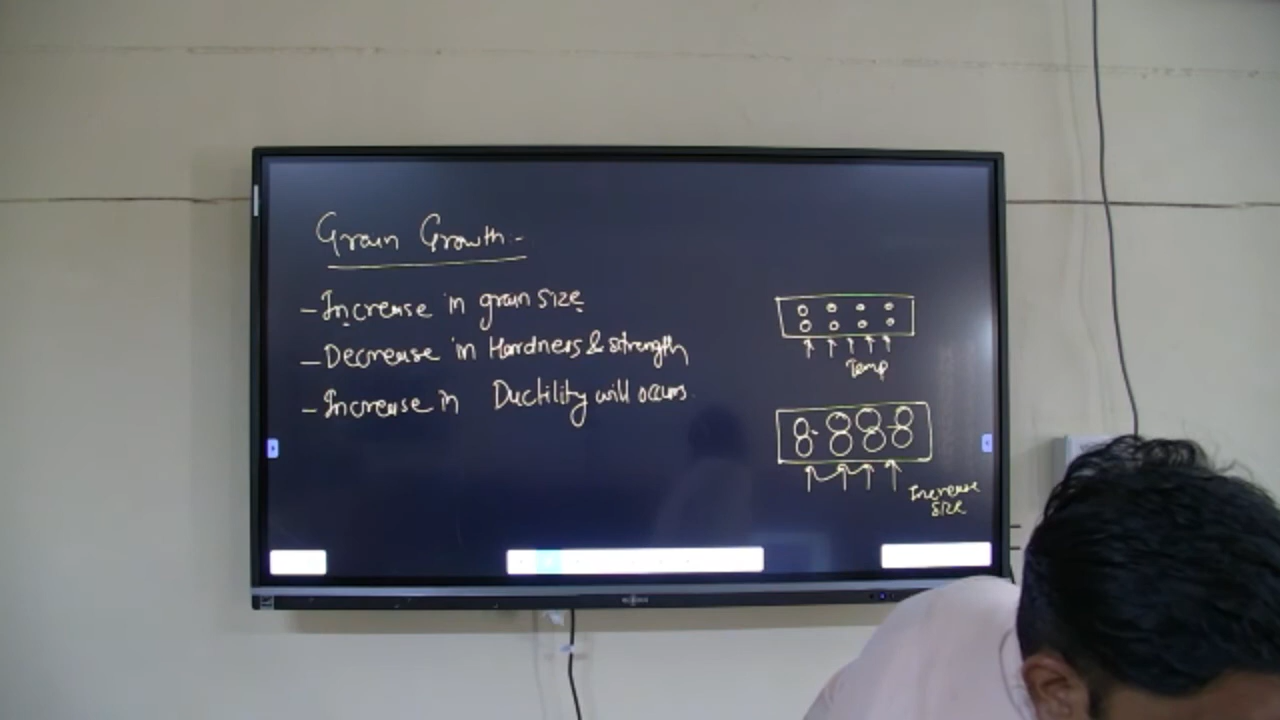 Grain Growth:-
- Increase in grain size
- Decrease in Hardness & strength
- Increase in Ductility will occurs.
Temp
Increase
size